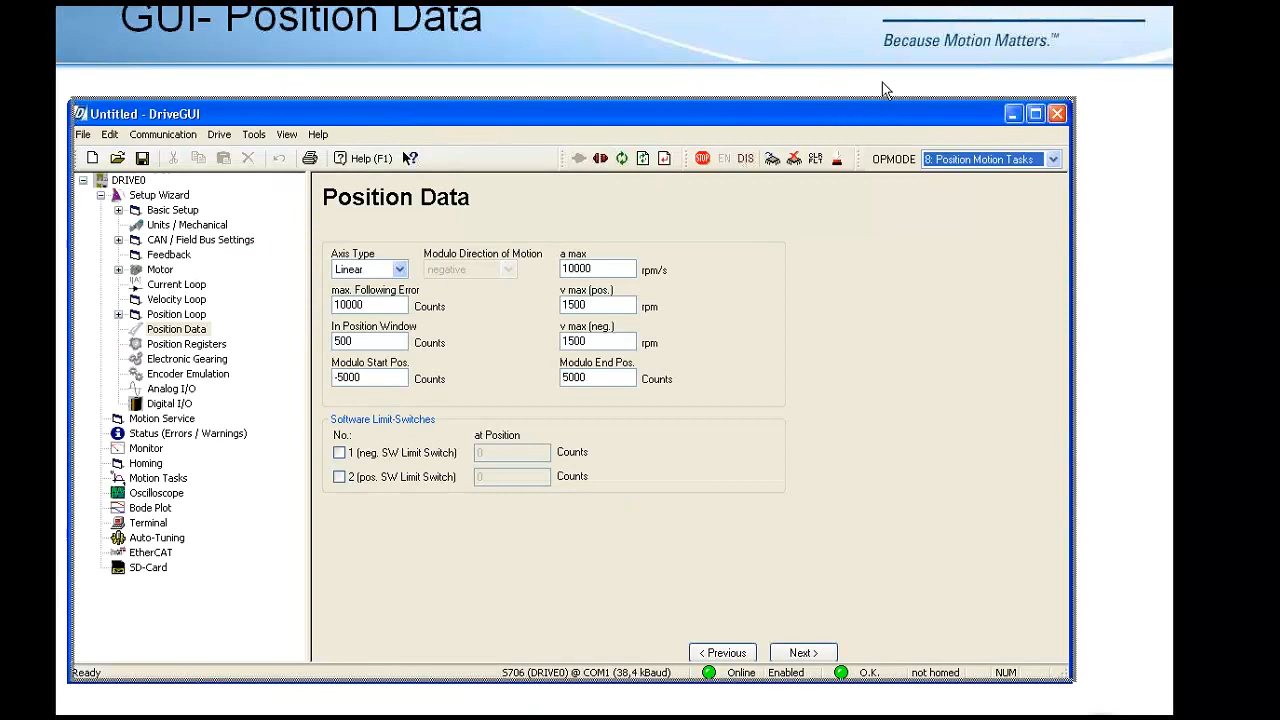 GUI- Position Data
Because Motion Matters.™
Untitled - DriveGUI
File Edit Communication Drive Tools View Help
Help (F1) STOP EN DIS OPMODE 8: Position Motion Tasks
DRIVE0
Setup Wizard
Basic Setup
Units / Mechanical
CAN / Field Bus Settings
Feedback
Motor
Current Loop
Velocity Loop
Position Loop
Position Data
Position Registers
Electronic Gearing
Encoder Emulation
Analog I/O
Digital I/O
Motion Service
Status (Errors / Warnings)
Monitor
Homing
Motion Tasks
Oscilloscope
Bode Plot
Terminal
Auto-Tuning
EtherCAT
SD-Card
Position Data
Axis Type Modulo Direction of Motion a max
Linear negative 10000 rpm/s
max. Following Error v max (pos.)
10000 Counts 1500 rpm
In Position Window v max (neg.)
500 Counts 1500 rpm
Modulo Start Pos. Modulo End Pos.
-5000 Counts 5000 Counts
Software Limit-Switches
No.: at Position
1 (neg. SW Limit Switch) 0 Counts
2 (pos. SW Limit Switch) 0 Counts
< Previous Next >
Ready S706 (DRIVE0) @ COM1 (38,4 kBaud) Online Enabled O.K. not homed NUM